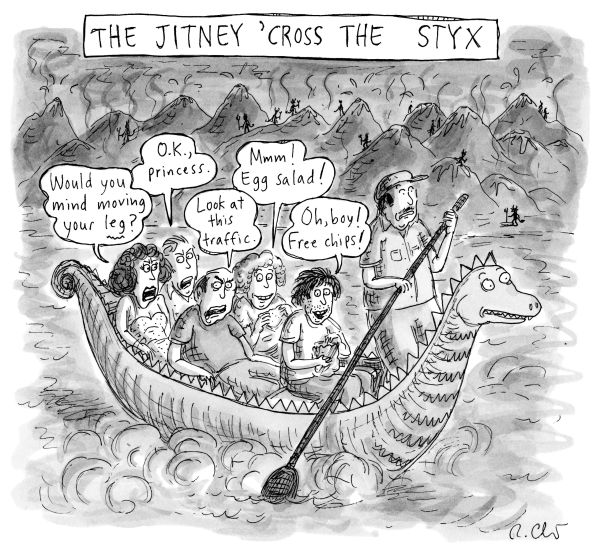 THE JITNEY 'CROSS THE STYX
Would you
mind moving
your leg?
O.K.,
princess.
Look at
this
traffic.
Mmm!
Egg salad!
Oh, boy!
Free chips!